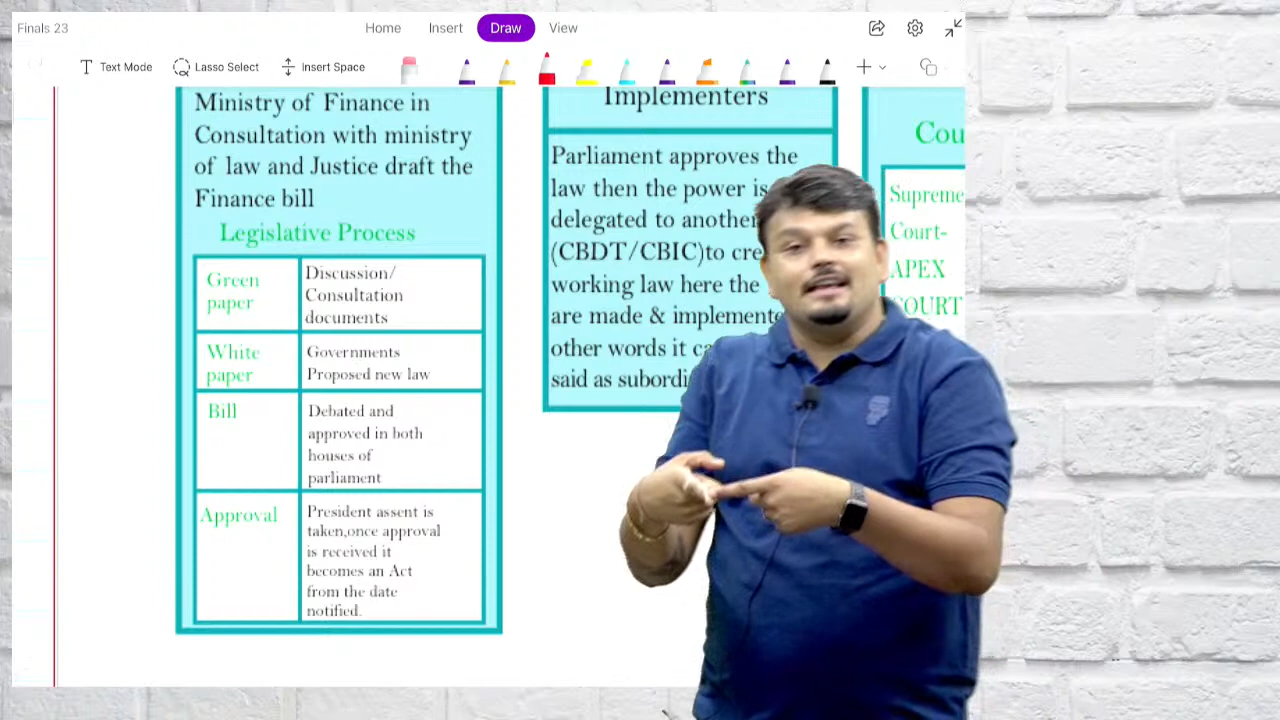 Finals 23
Home Insert Draw View
Text Mode Lasso Select Insert Space
Ministry of Finance in
Consultation with ministry
of law and Justice draft the
Finance bill
Legislative Process
Green
paper
Discussion/
Consultation
documents
White
paper
Governments
Proposed new law
Bill
Debated and
approved in both
houses of
parliament
Approval
President assent is
taken,once approval
is received it
becomes an Act
from the date
notified.
Implementers
Parliament approves the
law then the power is
delegated to another
(CBDT/CBIC)to cre
working law here the
are made & implemente
other words it ca
said as subordi
Cou
Supreme
Court-
APEX
COURT